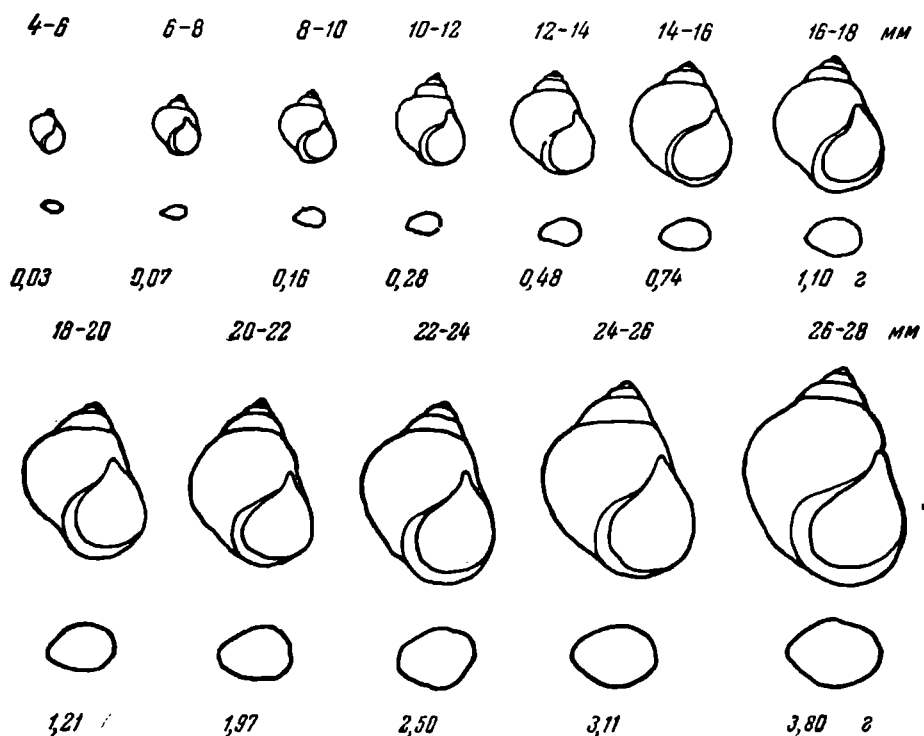 4-6 6-8 8-10 10-12 12-14 14-16 16-18 мм
0,03 0,07 0,16 0,28 0,48 0,74 1,10 г
18-20 20-22 22-24 24-26 26-28 мм
1,21 1,97 2,50 3,11 3,80 г